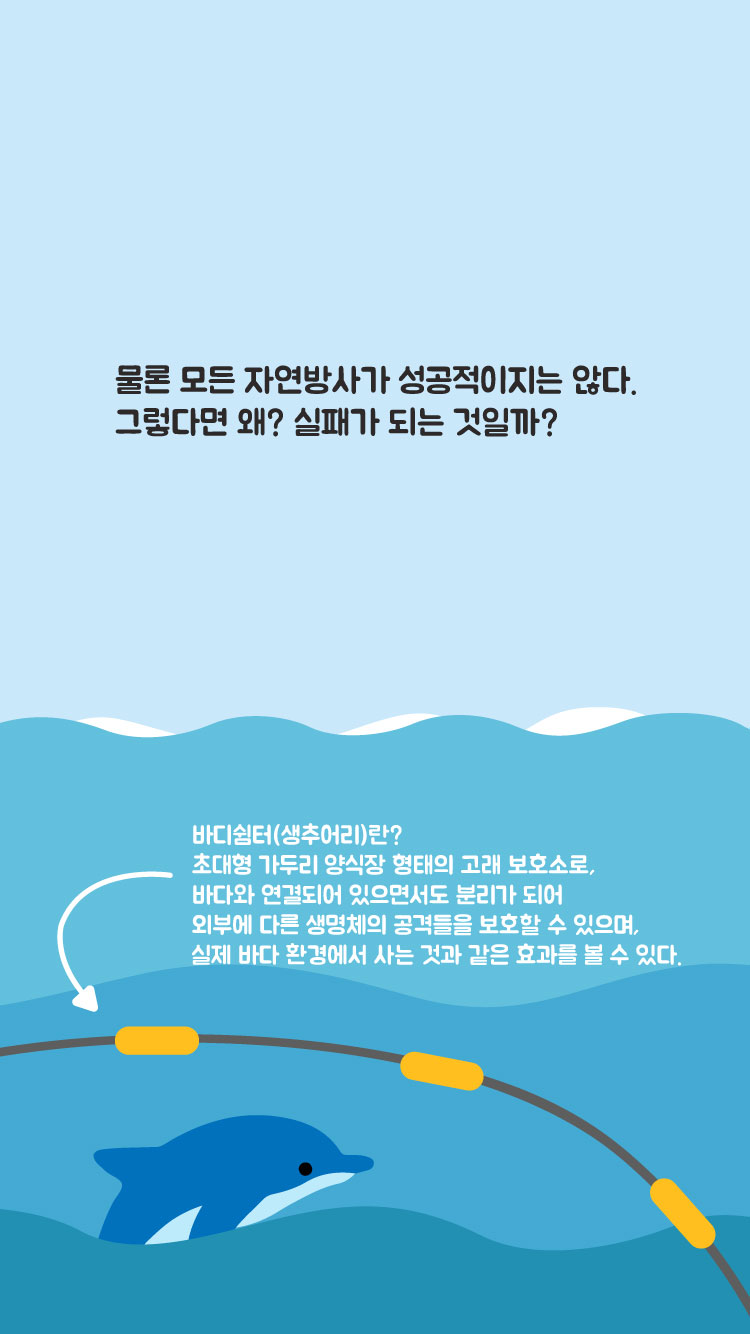 물론 모든 자연방사가 성공적이지는 않다.
그렇다면 왜? 실패가 되는 것일까?
바디쉼터(생추어리)란?
초대형 가두리 양식장 형태의 고래 보호소로,
바다와 연결되어 있으면서도 분리가 되어
외부에 다른 생명체의 공격들을 보호할 수 있으며,
실제 바다 환경에서 사는 것과 같은 효과를 볼 수 있다.